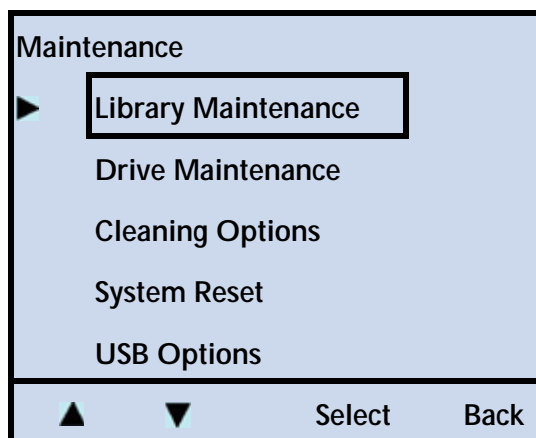 Maintenance
Library Maintenance
Drive Maintenance
Cleaning Options
System Reset
USB Options
Select Back